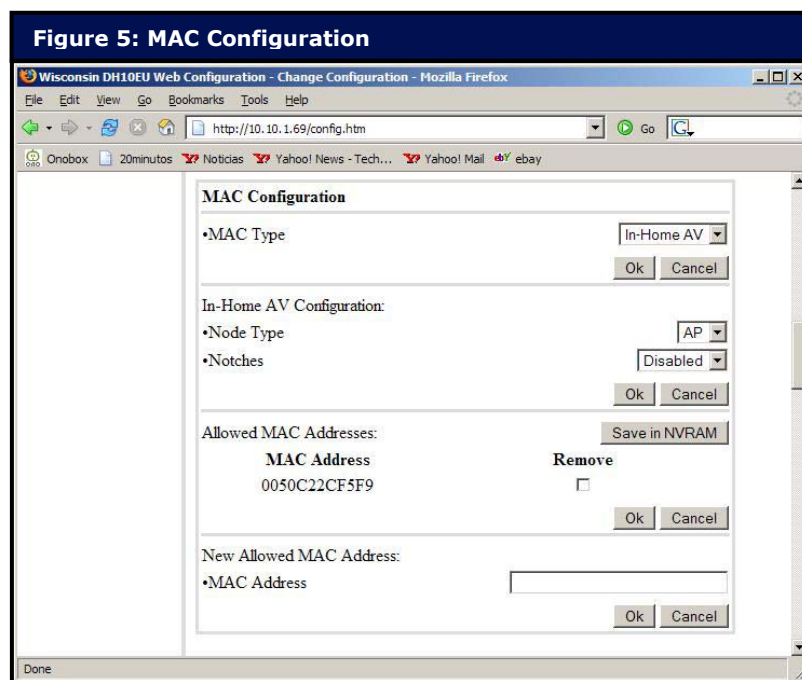 Figure 5: MAC Configuration
Wisconsin DH10EU Web Configuration - Change Configuration - Mozilla Firefox
File Edit View Go Bookmarks Tools Help
http://10.10.1.69/config.htm Go G
Onobox 20minutos Noticias Yahoo! News - Tech... Yahoo! Mail ebay
MAC Configuration
•MAC Type In-Home AV
Ok Cancel
In-Home AV Configuration:
•Node Type AP
•Notches Disabled
Ok Cancel
Allowed MAC Addresses: Save in NVRAM
MAC Address Remove
0050C22CF5F9
Ok Cancel
New Allowed MAC Address:
•MAC Address
Ok Cancel
Done